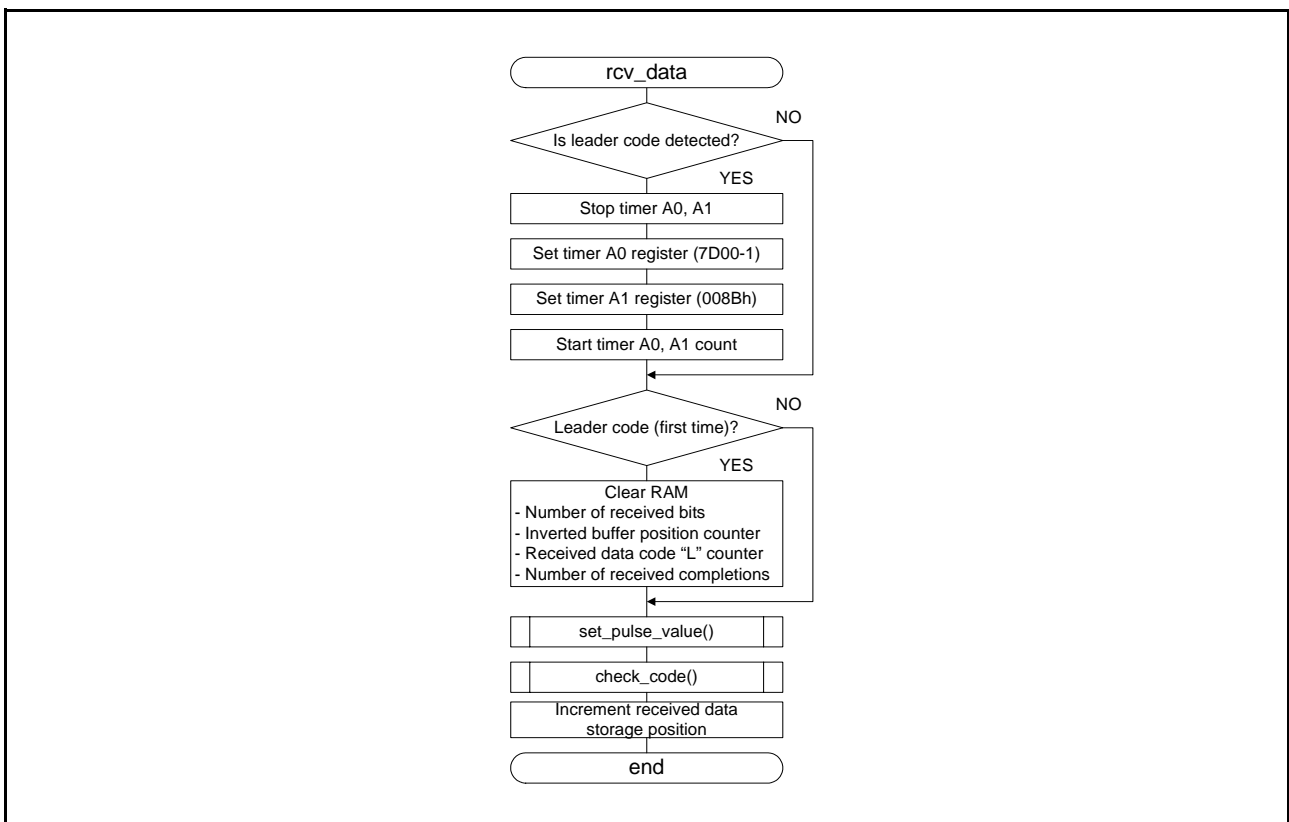 rcv_data
NO
Is leader code detected?
YES
Stop timer A0, A1
Set timer A0 register (7D00-1)
Set timer A1 register (008Bh)
Start timer A0, A1 count
NO
Leader code (first time)?
YES
Clear RAM
- Number of received bits
- Inverted buffer position counter
- Received data code “L” counter
- Number of received completions
set_pulse_value()
check_code()
Increment received data
storage position
end